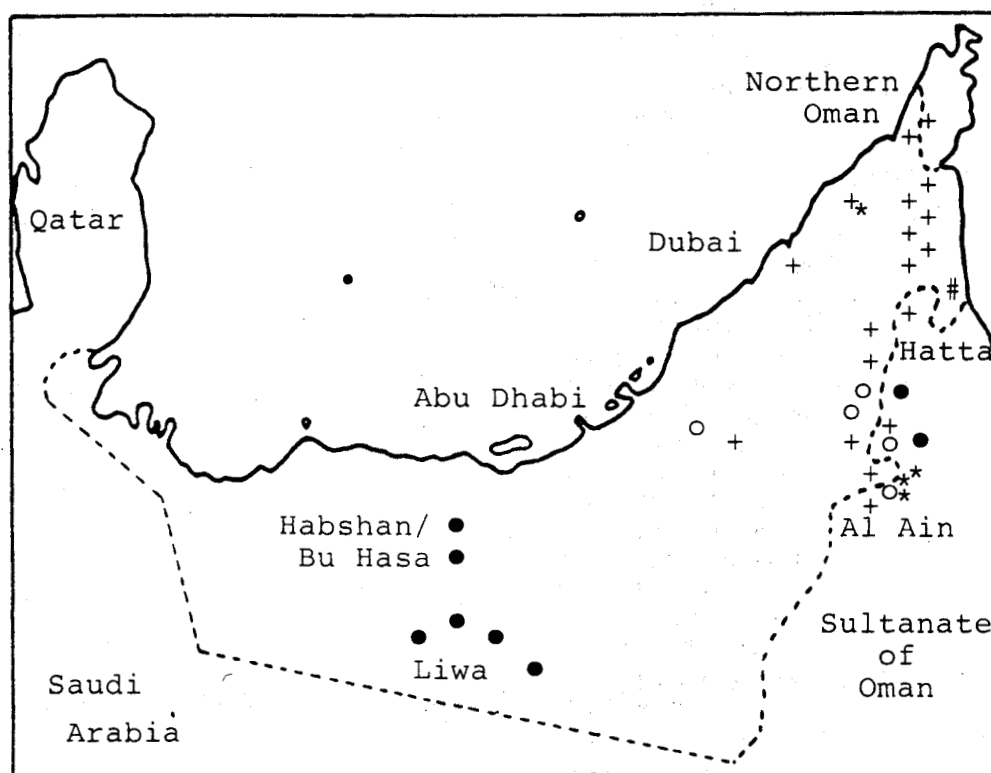 Northern
Oman
Qatar
Dubai
Hatta
Abu Dhabi
Habshan/
Bu Hasa
Al Ain
Liwa
Sultanate
of
Oman
Saudi
Arabia